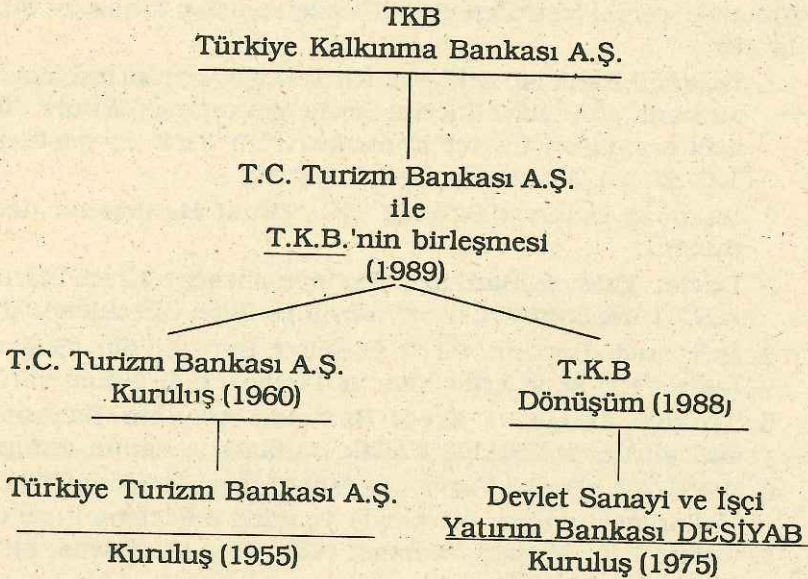 TKB
Türkiye Kalkınma Bankası A.Ş.
T.C. Turizm Bankası A.Ş.
ile
T.K.B.'nin birleşmesi
(1989)
T.C. Turizm Bankası A.Ş.
Kuruluş (1960)
Türkiye Turizm Bankası A.Ş.
Kuruluş (1955)
T.K.B
Dönüşüm (1988)
Devlet Sanayi ve İşçi
Yatırım Bankası DESİYAB
Kuruluş (1975)